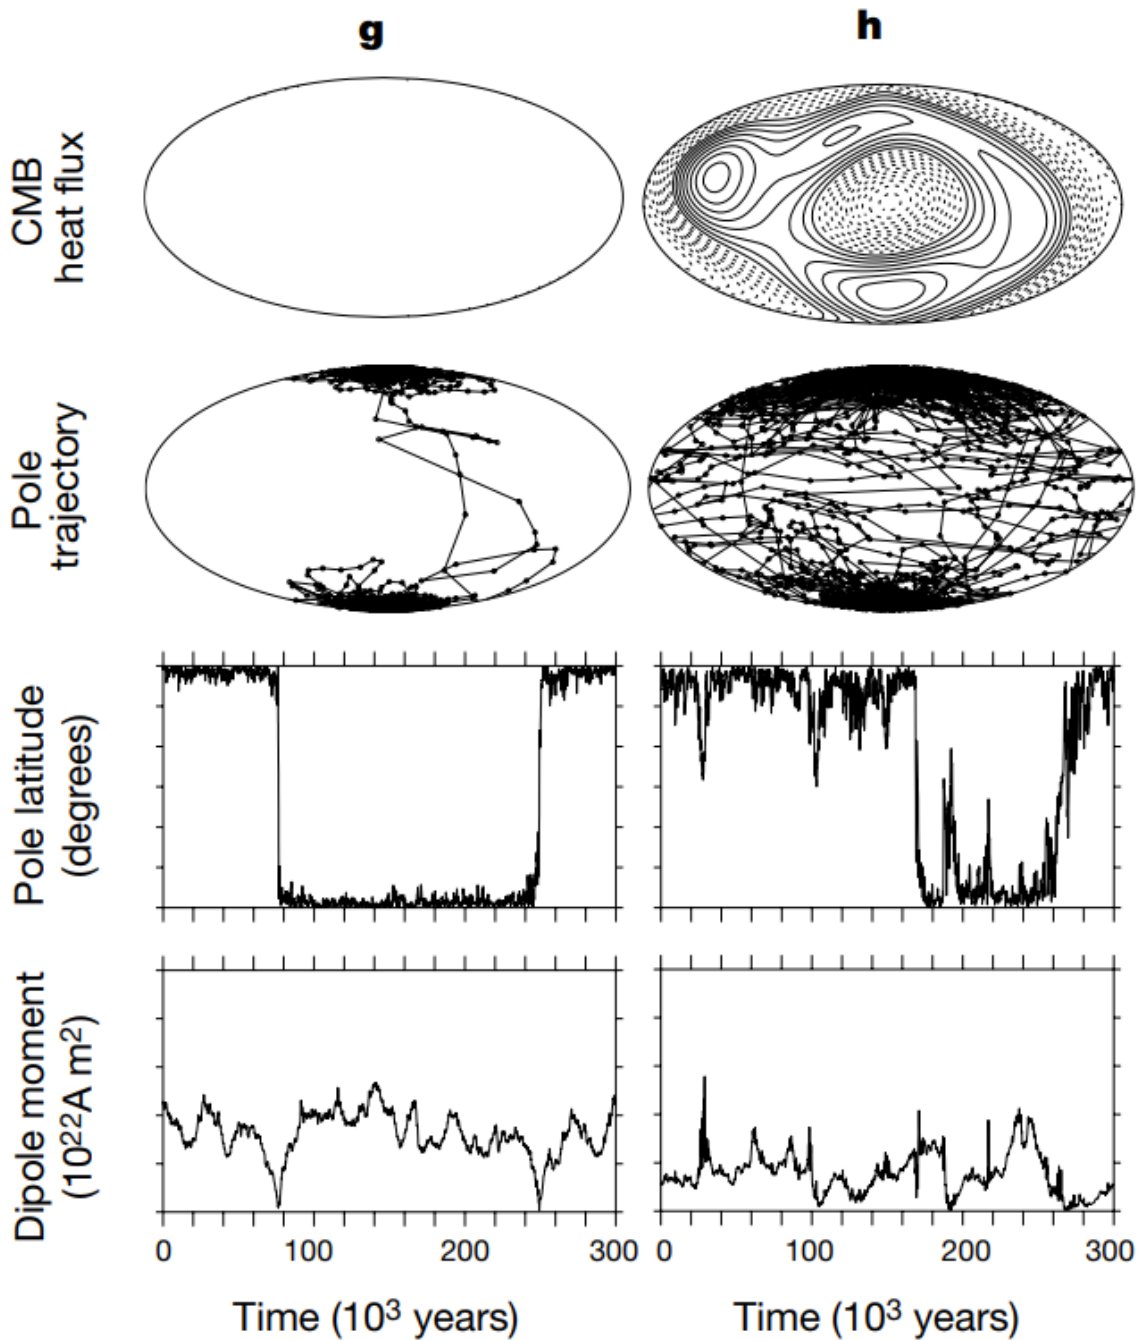 g h
CMB
heat flux
Pole
trajectory
Pole latitude
(degrees)
Dipole moment
(10²²A m²)
0 100 200 300 0 100 200 300
Time (10³ years) Time (10³ years)